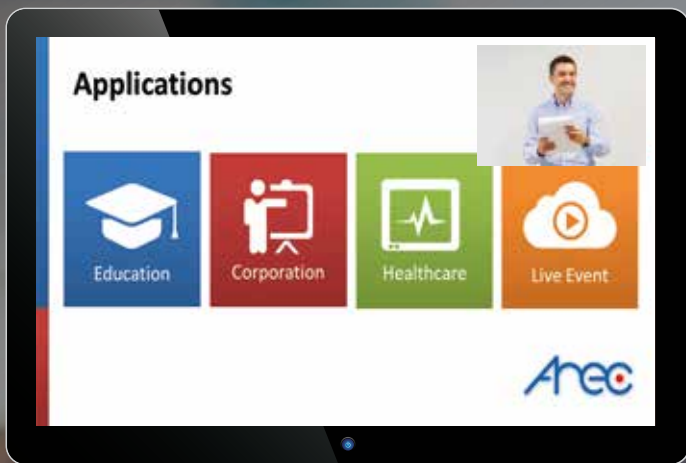 Applications
Education
Corporation
Healthcare
Live Event
Arec